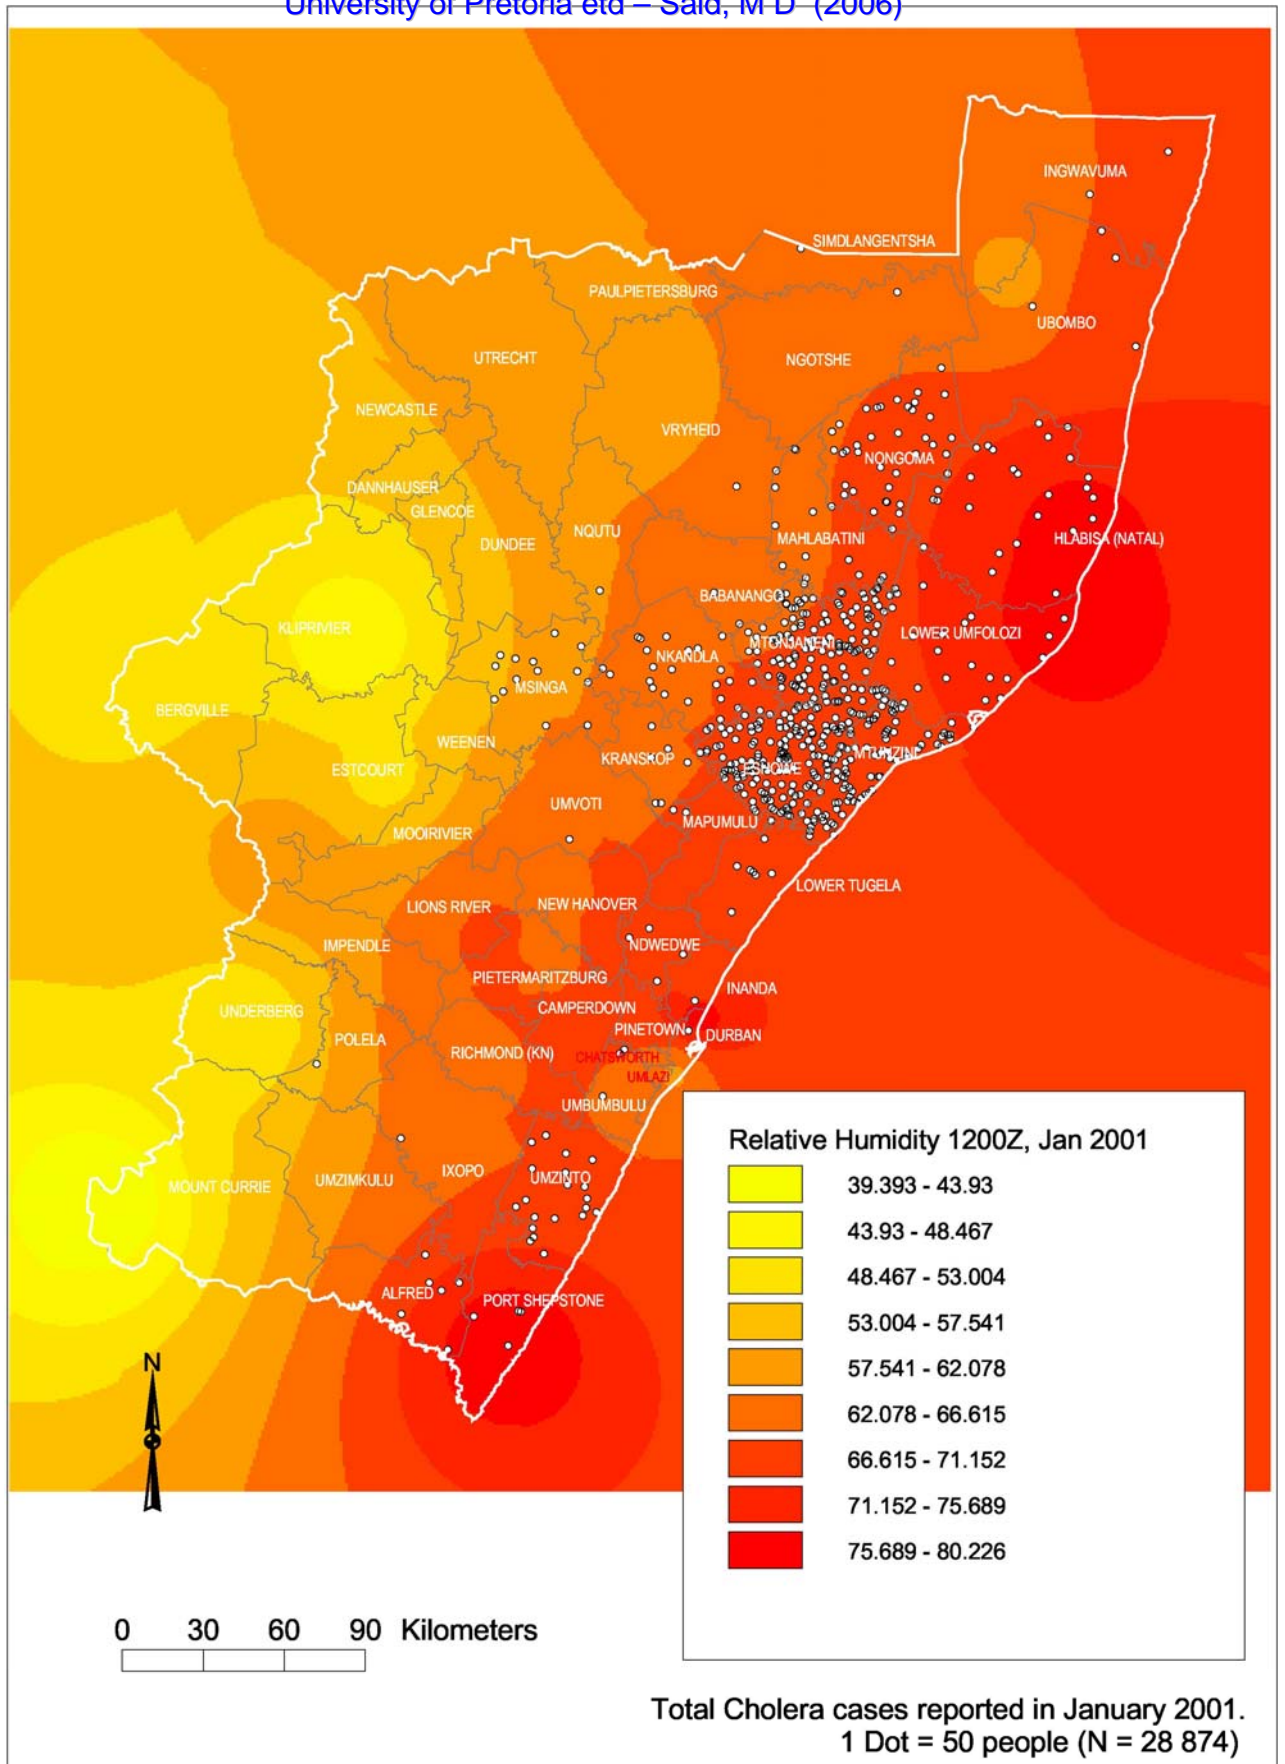 University of Pretoria etd – Said, M D (2006)
INGWAVUMA
SIMDLANGENTSHA
PAULPIETERSBURG
UBOMBO
UTRECHT
NGOTSHE
NEWCASTLE
VRYHEID
NONGOMA
DANNHAUSER
GLENCOE
NQUTU
DUNDEE
MAHLABATINI
HLABISA (NATAL)
BABANANGO
KLIPRIVIER
LOWER UMFOLOZI
MTONJANENI
NKANDLA
MSINGA
BERGVILLE
WEENEN
MTUNZINI
KRANSKOP
ESHOWE
ESTCOURT
UMVOTI
MAPUMULU
MOOIRIVIER
LOWER TUGELA
NEW HANOVER
LIONS RIVER
IMPENDLE
NDWEDWE
PIETERMARITZBURG
INANDA
CAMPERDOWN
UNDERBERG
PINETOWN
DURBAN
POLELA
RICHMOND (KN)
CHATSWORTH
UMLAZI
UMBUMBULU
IXOPO
UMZINTO
UMZIMKULU
MOUNT CURRIE
ALFRED
PORT SHEPSTONE
N
Relative Humidity 1200Z, Jan 2001
39.393 - 43.93
43.93 - 48.467
48.467 - 53.004
53.004 - 57.541
57.541 - 62.078
62.078 - 66.615
66.615 - 71.152
71.152 - 75.689
75.689 - 80.226
0 30 60 90 Kilometers
Total Cholera cases reported in January 2001.
1 Dot = 50 people (N = 28 874)